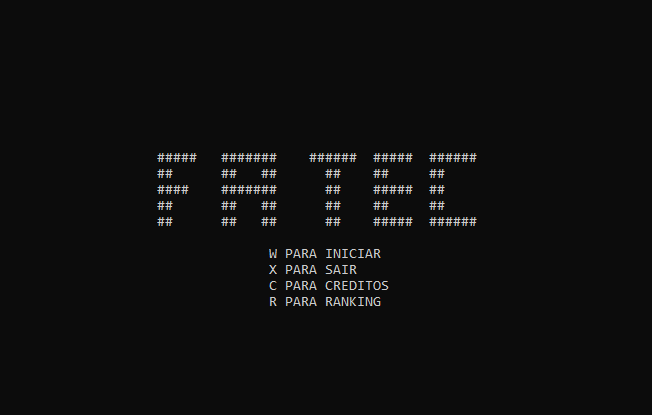 FATEC
W PARA INICIAR
X PARA SAIR
C PARA CREDITOS
R PARA RANKING